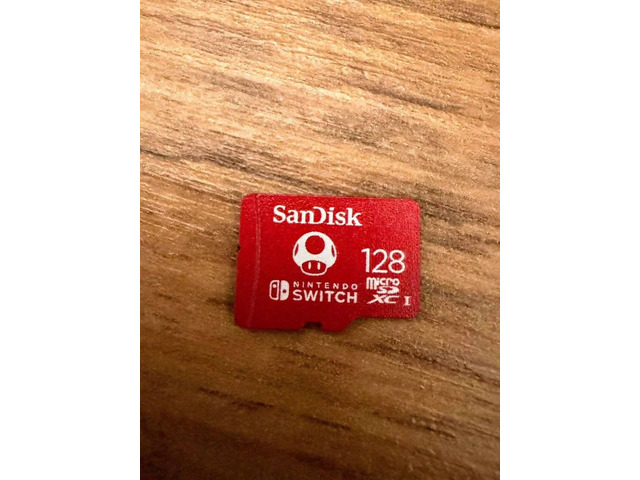 SanDisk
128
NINTENDO
SWITCH
micro
SD
XC I